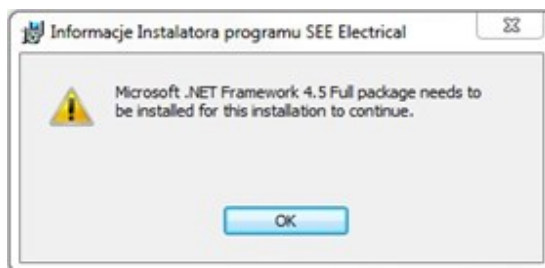 Informacje Instalatora programu SEE Electrical
Microsoft .NET Framework 4.5 Full package needs to
be installed for this installation to continue.
OK